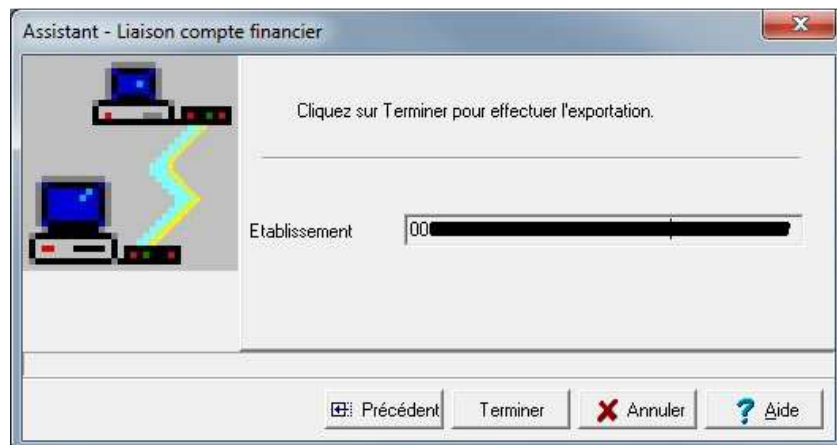 Assistant - Liaison compte financier
Cliquez sur Terminer pour effectuer l'exportation.
Etablissement 00
Précédent Terminer Annuler Aide